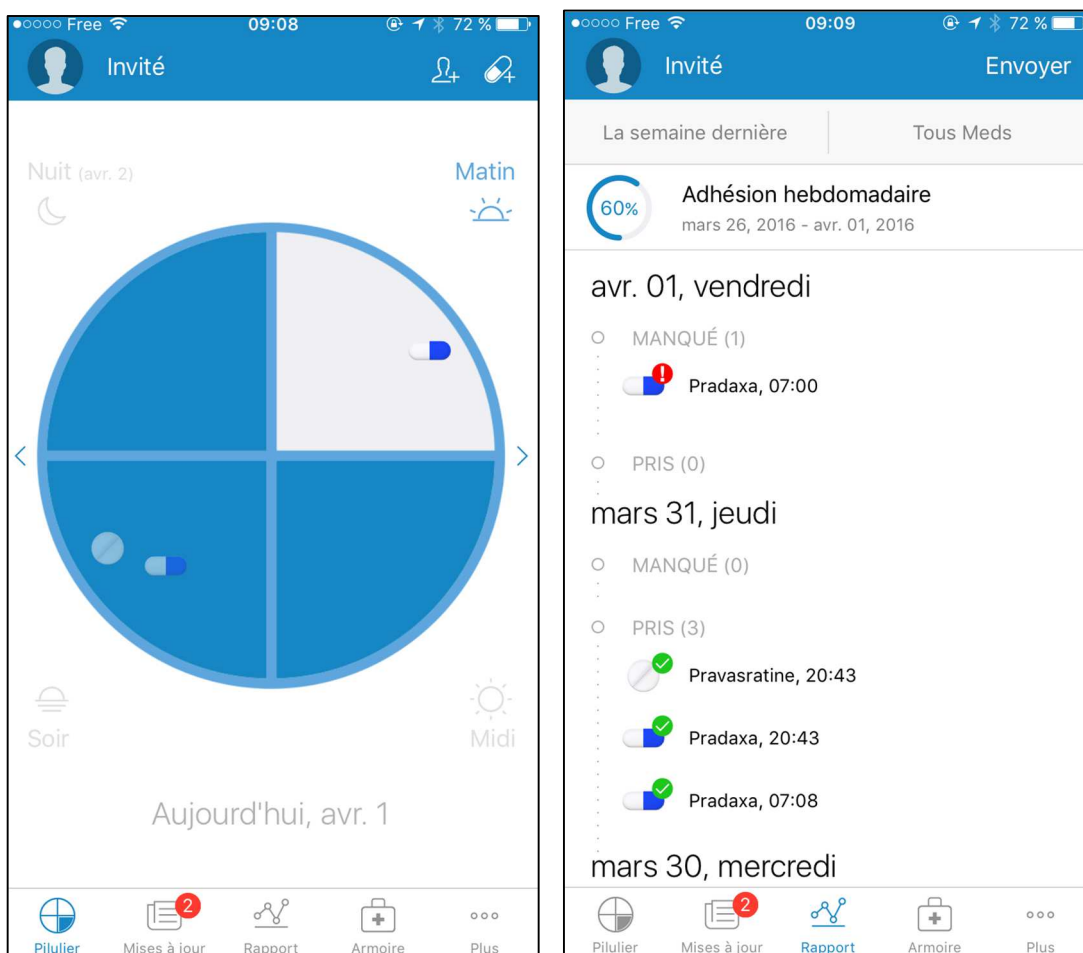 Free 09:08 72 %
Invité
Nuit (avr. 2) Matin
Soir Midi
Aujourd'hui, avr. 1
2
Pilulier Mises à jour Rapport Armoire Plus
Free 09:09 72 %
Invité Envoyer
La semaine dernière Tous Meds
60% Adhésion hebdomadaire
mars 26, 2016 - avr. 01, 2016
avr. 01, vendredi
MANQUÉ (1)
Pradaxa, 07:00
PRIS (0)
mars 31, jeudi
MANQUÉ (0)
PRIS (3)
Pravasratine, 20:43
Pradaxa, 20:43
Pradaxa, 07:08
mars 30, mercredi
2
Pilulier Mises à jour Rapport Armoire Plus